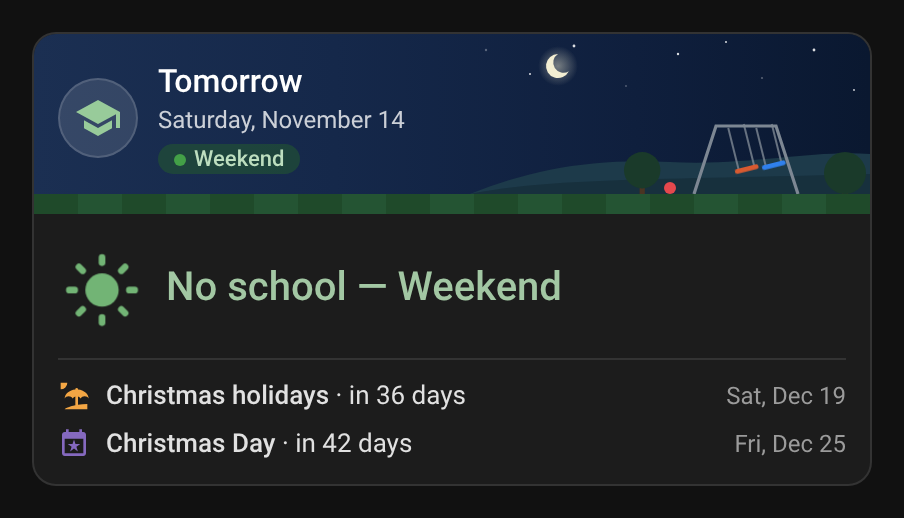 Tomorrow
Saturday, November 14
Weekend
No school — Weekend
Christmas holidays · in 36 days Sat, Dec 19
Christmas Day · in 42 days Fri, Dec 25